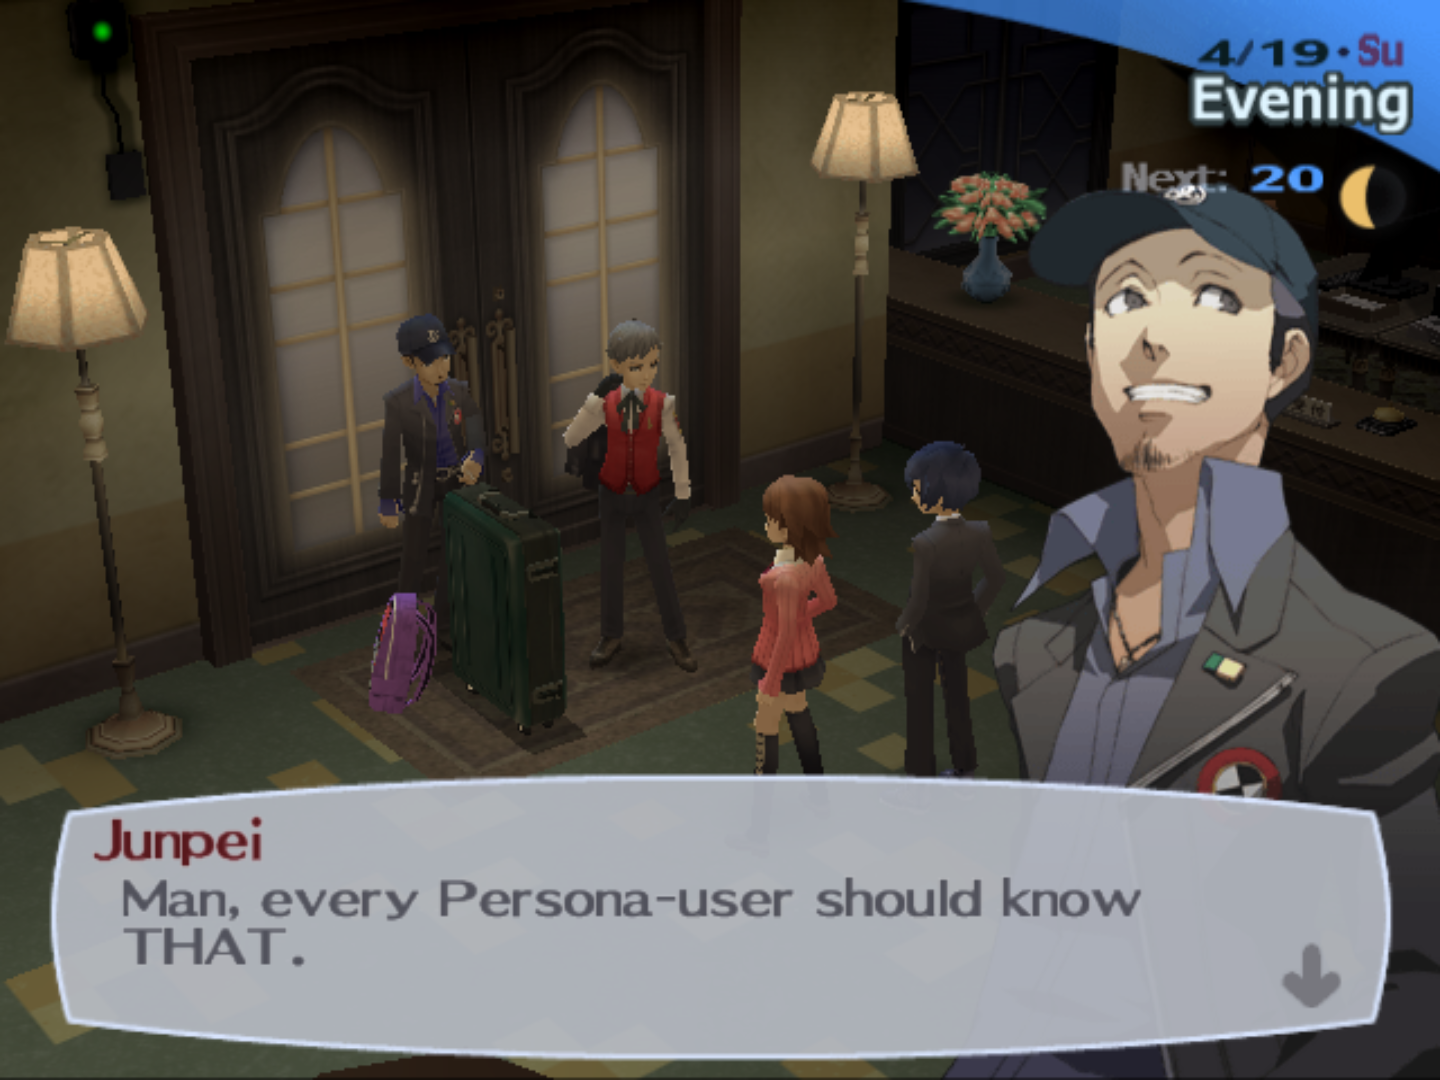 4/19・Su
Evening
Next: 20
Junpei
Man, every Persona-user should know
THAT.